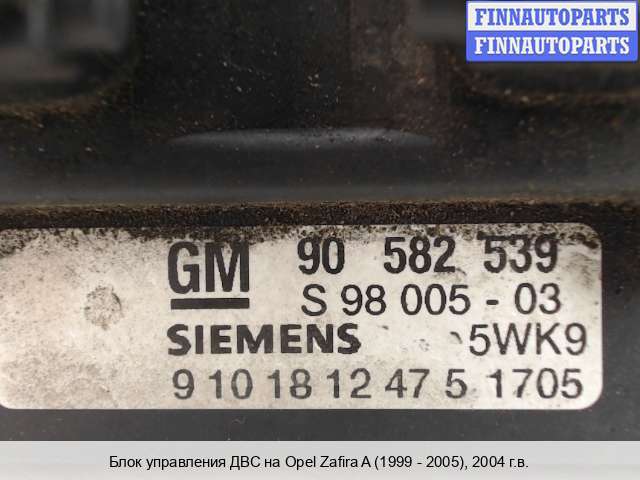 FINNAUTOPARTS
FINNAUTOPARTS
GM 90 582 539
S 98 005 - 03
SIEMENS 5WK9
9 10 18 12 47 5 1705
Блок управления ДВС на Opel Zafira A (1999 - 2005), 2004 г.в.